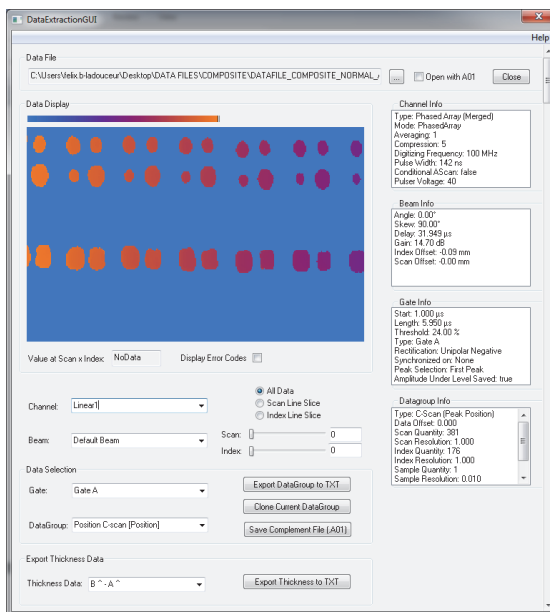 DataExtractionGUI
Help
Data File
C:\Users\felix.b-ladouceur\Desktop\DATA FILES\COMPOSITE\DATAFILE_COMPOSITE_NORMAL_
...
Open with A01
Close
Data Display
Value at Scan x Index:
NoData
Display Error Codes
Channel:
Linear1
Beam:
Default Beam
All Data
Scan Line Slice
Index Line Slice
Scan:
0
Index:
0
Data Selection
Gate:
Gate A
DataGroup:
Position C-scan [Position]
Export DataGroup to TXT
Clone Current DataGroup
Save Complement File (.A01)
Export Thickness Data
Thickness Data:
B ^ - A ^
Export Thickness to TXT
Channel Info
Type: Phased Array (Merged)
Mode: PhasedArray
Averaging: 1
Compression: 5
Digitizing Frequency: 100 MHz
Pulse Width: 142 ns
Conditional AScan: false
Pulser Voltage: 40
Beam Info
Angle: 0.00°
Skew: 90.00°
Delay: 31.949 µs
Gain: 14.70 dB
Index Offset: -0.09 mm
Scan Offset: -0.00 mm
Gate Info
Start: 1.000 µs
Length: 5.950 µs
Threshold: 24.00 %
Type: Gate A
Rectification: Unipolar Negative
Synchronized on: None
Peak Selection: First Peak
Amplitude Under Level Saved: true
Datagroup Info
Type: C-Scan (Peak Position)
Data Offset: 0.000
Scan Quantity: 381
Scan Resolution: 1.000
Index Quantity: 176
Index Resolution: 1.000
Sample Quantity: 1
Sample Resolution: 0.010